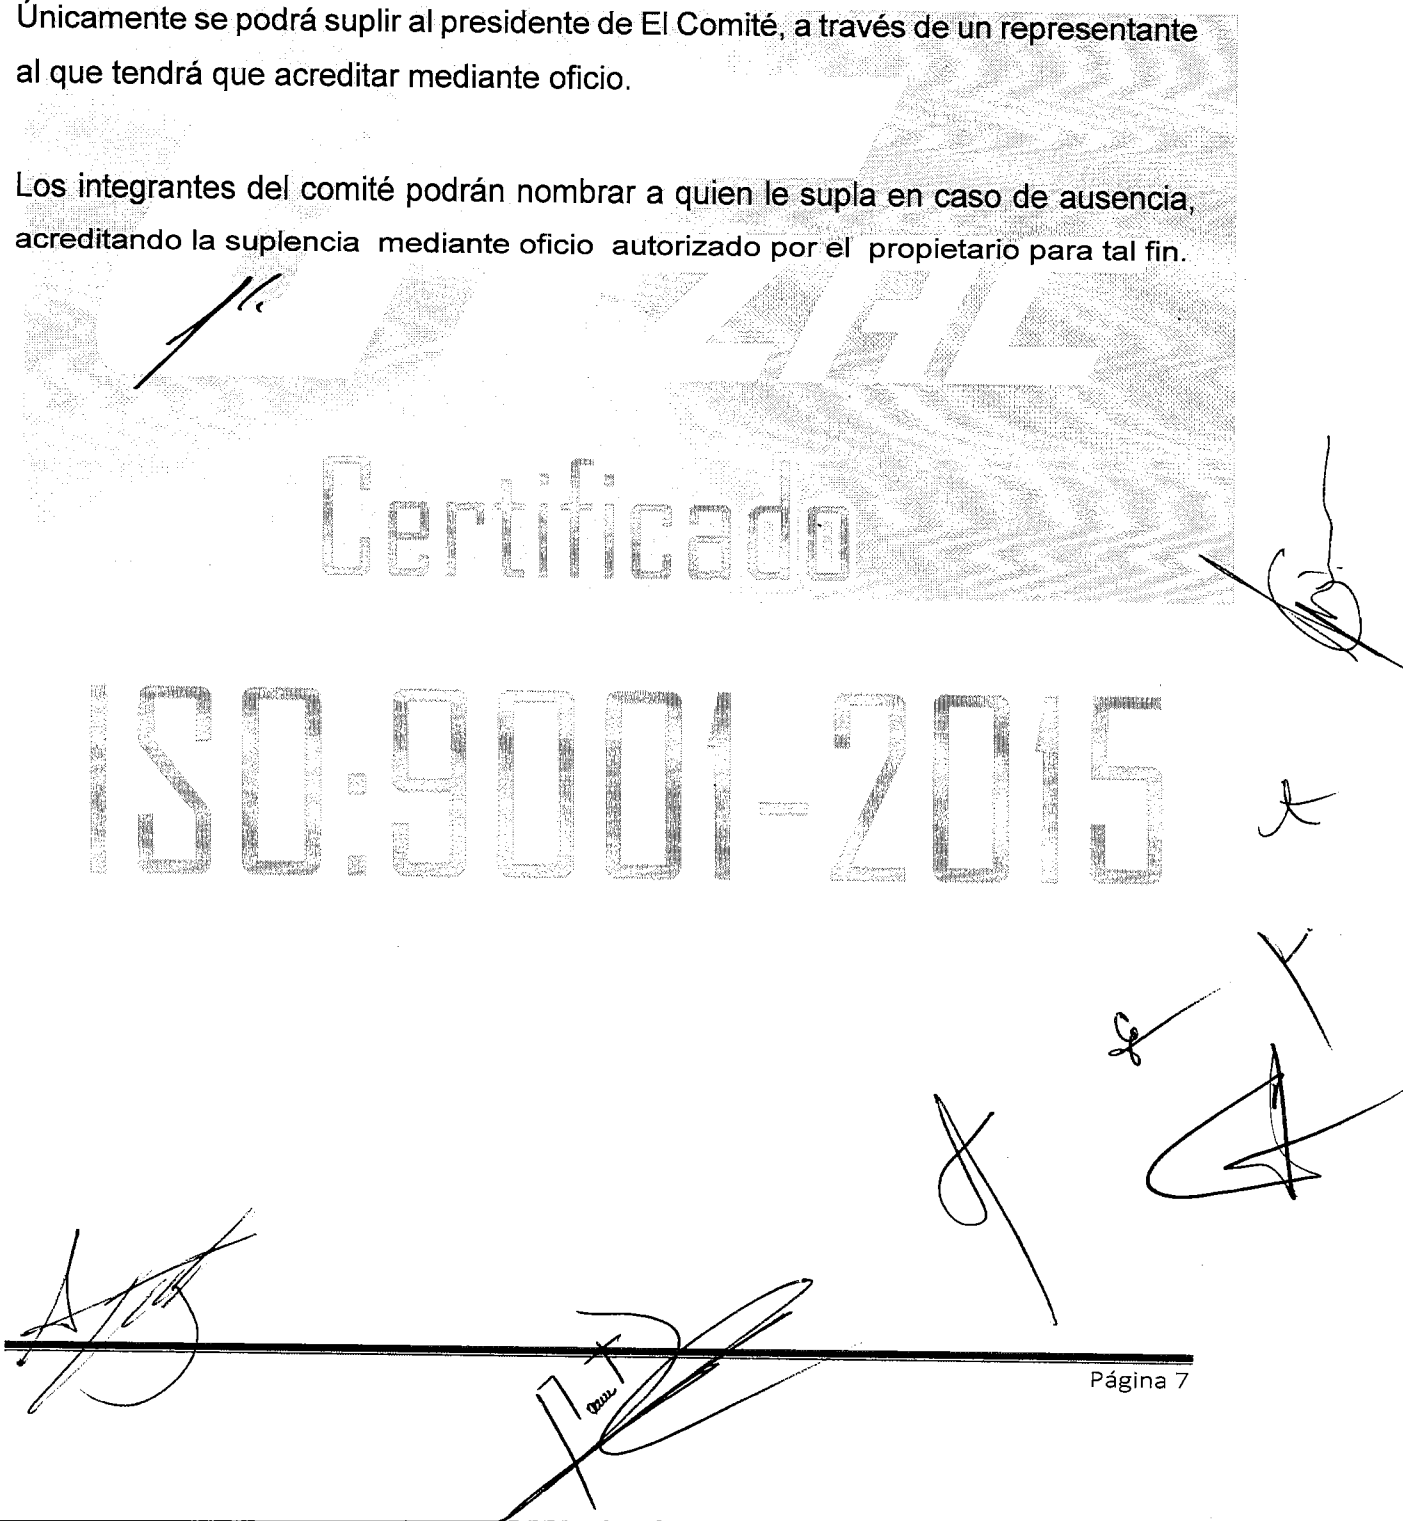 Únicamente se podrá suplir al presidente de El Comité, a través de un representante
al que tendrá que acreditar mediante oficio.
Los integrantes del comité podrán nombrar a quien le supla en caso de ausencia,
acreditando la suplencia mediante oficio autorizado por el propietario para tal fin.
Certificado
ISO:9001-2015
Página 7